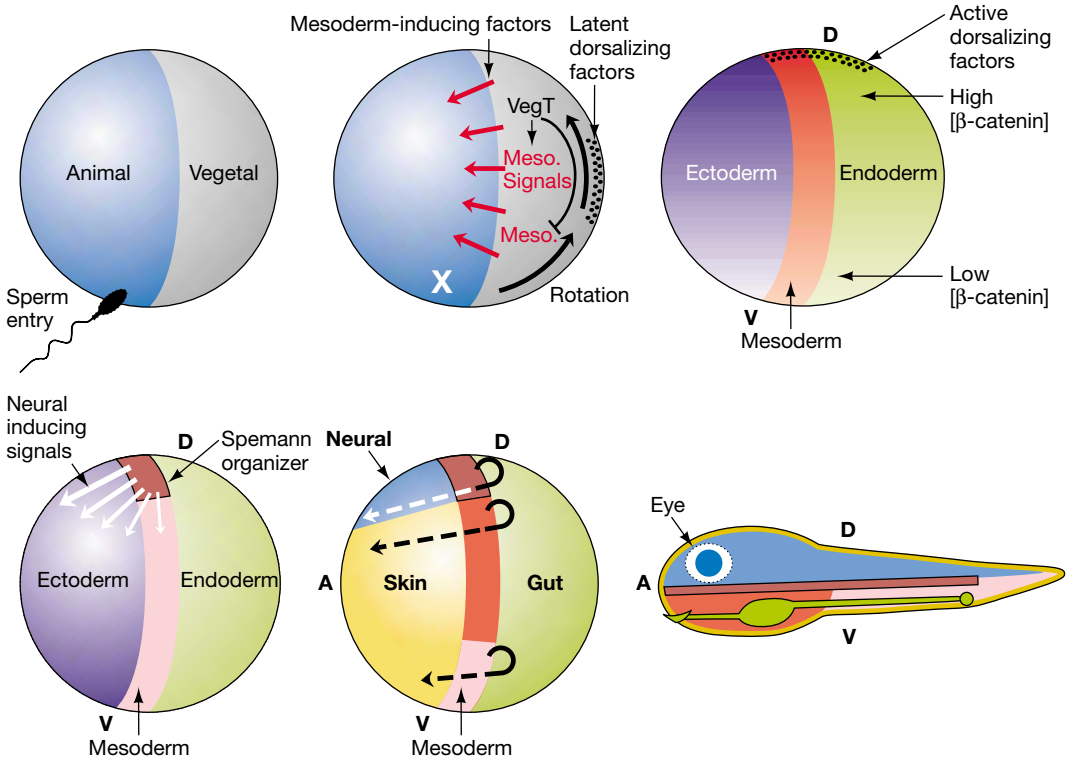 Animal
Vegetal
Sperm
entry
Mesoderm-inducing factors
Latent
dorsalizing
factors
VegT
Meso.
Signals
Meso.
X
Rotation
D
Active
dorsalizing
factors
High
[β-catenin]
Ectoderm
Endoderm
Low
[β-catenin]
V
Mesoderm
Neural
inducing
signals
D
Spemann
organizer
Ectoderm
Endoderm
V
Mesoderm
Neural
D
A
Skin
Gut
V
Mesoderm
Eye
D
A
V